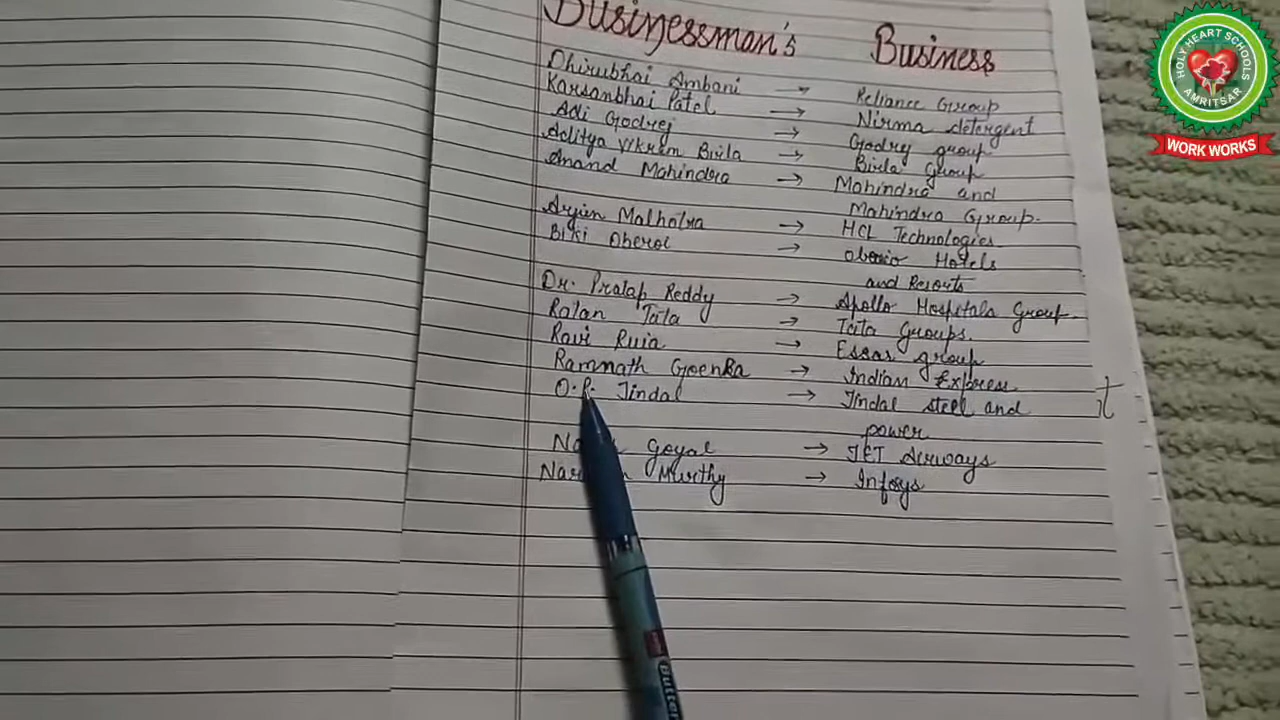 Businessman's Business
Dhirubhai Ambani → Reliance Group
Karsanbhai Patel → Nirma detergent
Adi Godrej → Godrej group
Aditya Vikram Birla → Birla Group
Anand Mahindra → Mahindra and
Mahindra Group.
Arjun Malhotra → HCL Technologies
Biki Oberoi → Hotels
and Resorts
Dr. Pratap Reddy → Apollo Hospitals Group.
Ratan Tata → Tata Groups.
Ravi Ruia → Essar group
Ramnath Goenka → Indian Express
O.P. Jindal → Jindal steel and
power
Goyal → JET Airways
Murthy → Infosys
HOLY HEART SCHOOLS
AMRITSAR
WORK WORKS